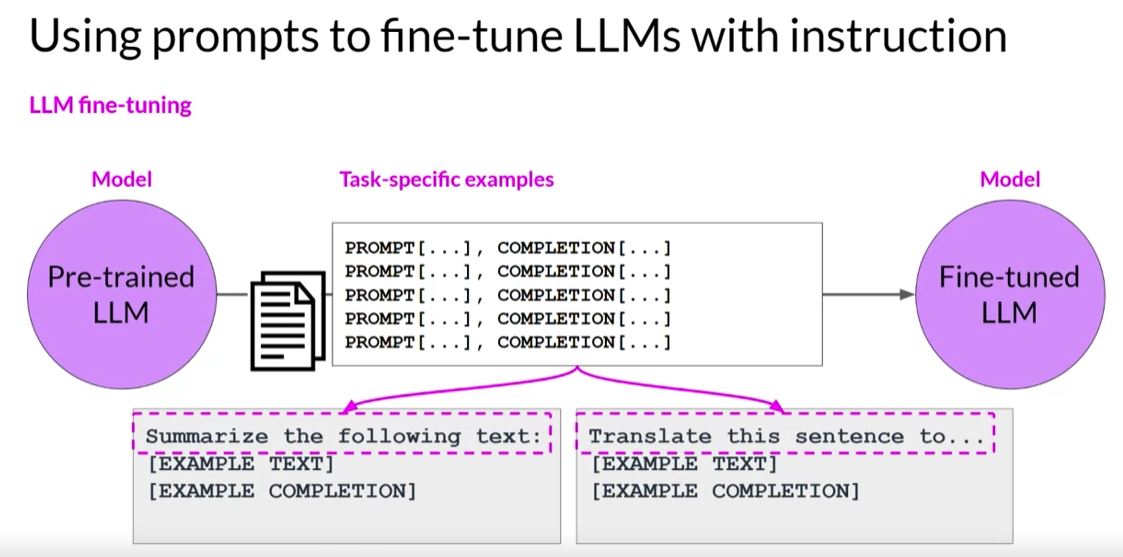 Using prompts to fine-tune LLMs with instruction
LLM fine-tuning
Model
Task-specific examples
Model
Pre-trained
LLM
PROMPT[...], COMPLETION[...]
PROMPT[...], COMPLETION[...]
PROMPT[...], COMPLETION[...]
PROMPT[...], COMPLETION[...]
PROMPT[...], COMPLETION[...]
Fine-tuned
LLM
Summarize the following text:
[EXAMPLE TEXT]
[EXAMPLE COMPLETION]
Translate this sentence to...
[EXAMPLE TEXT]
[EXAMPLE COMPLETION]